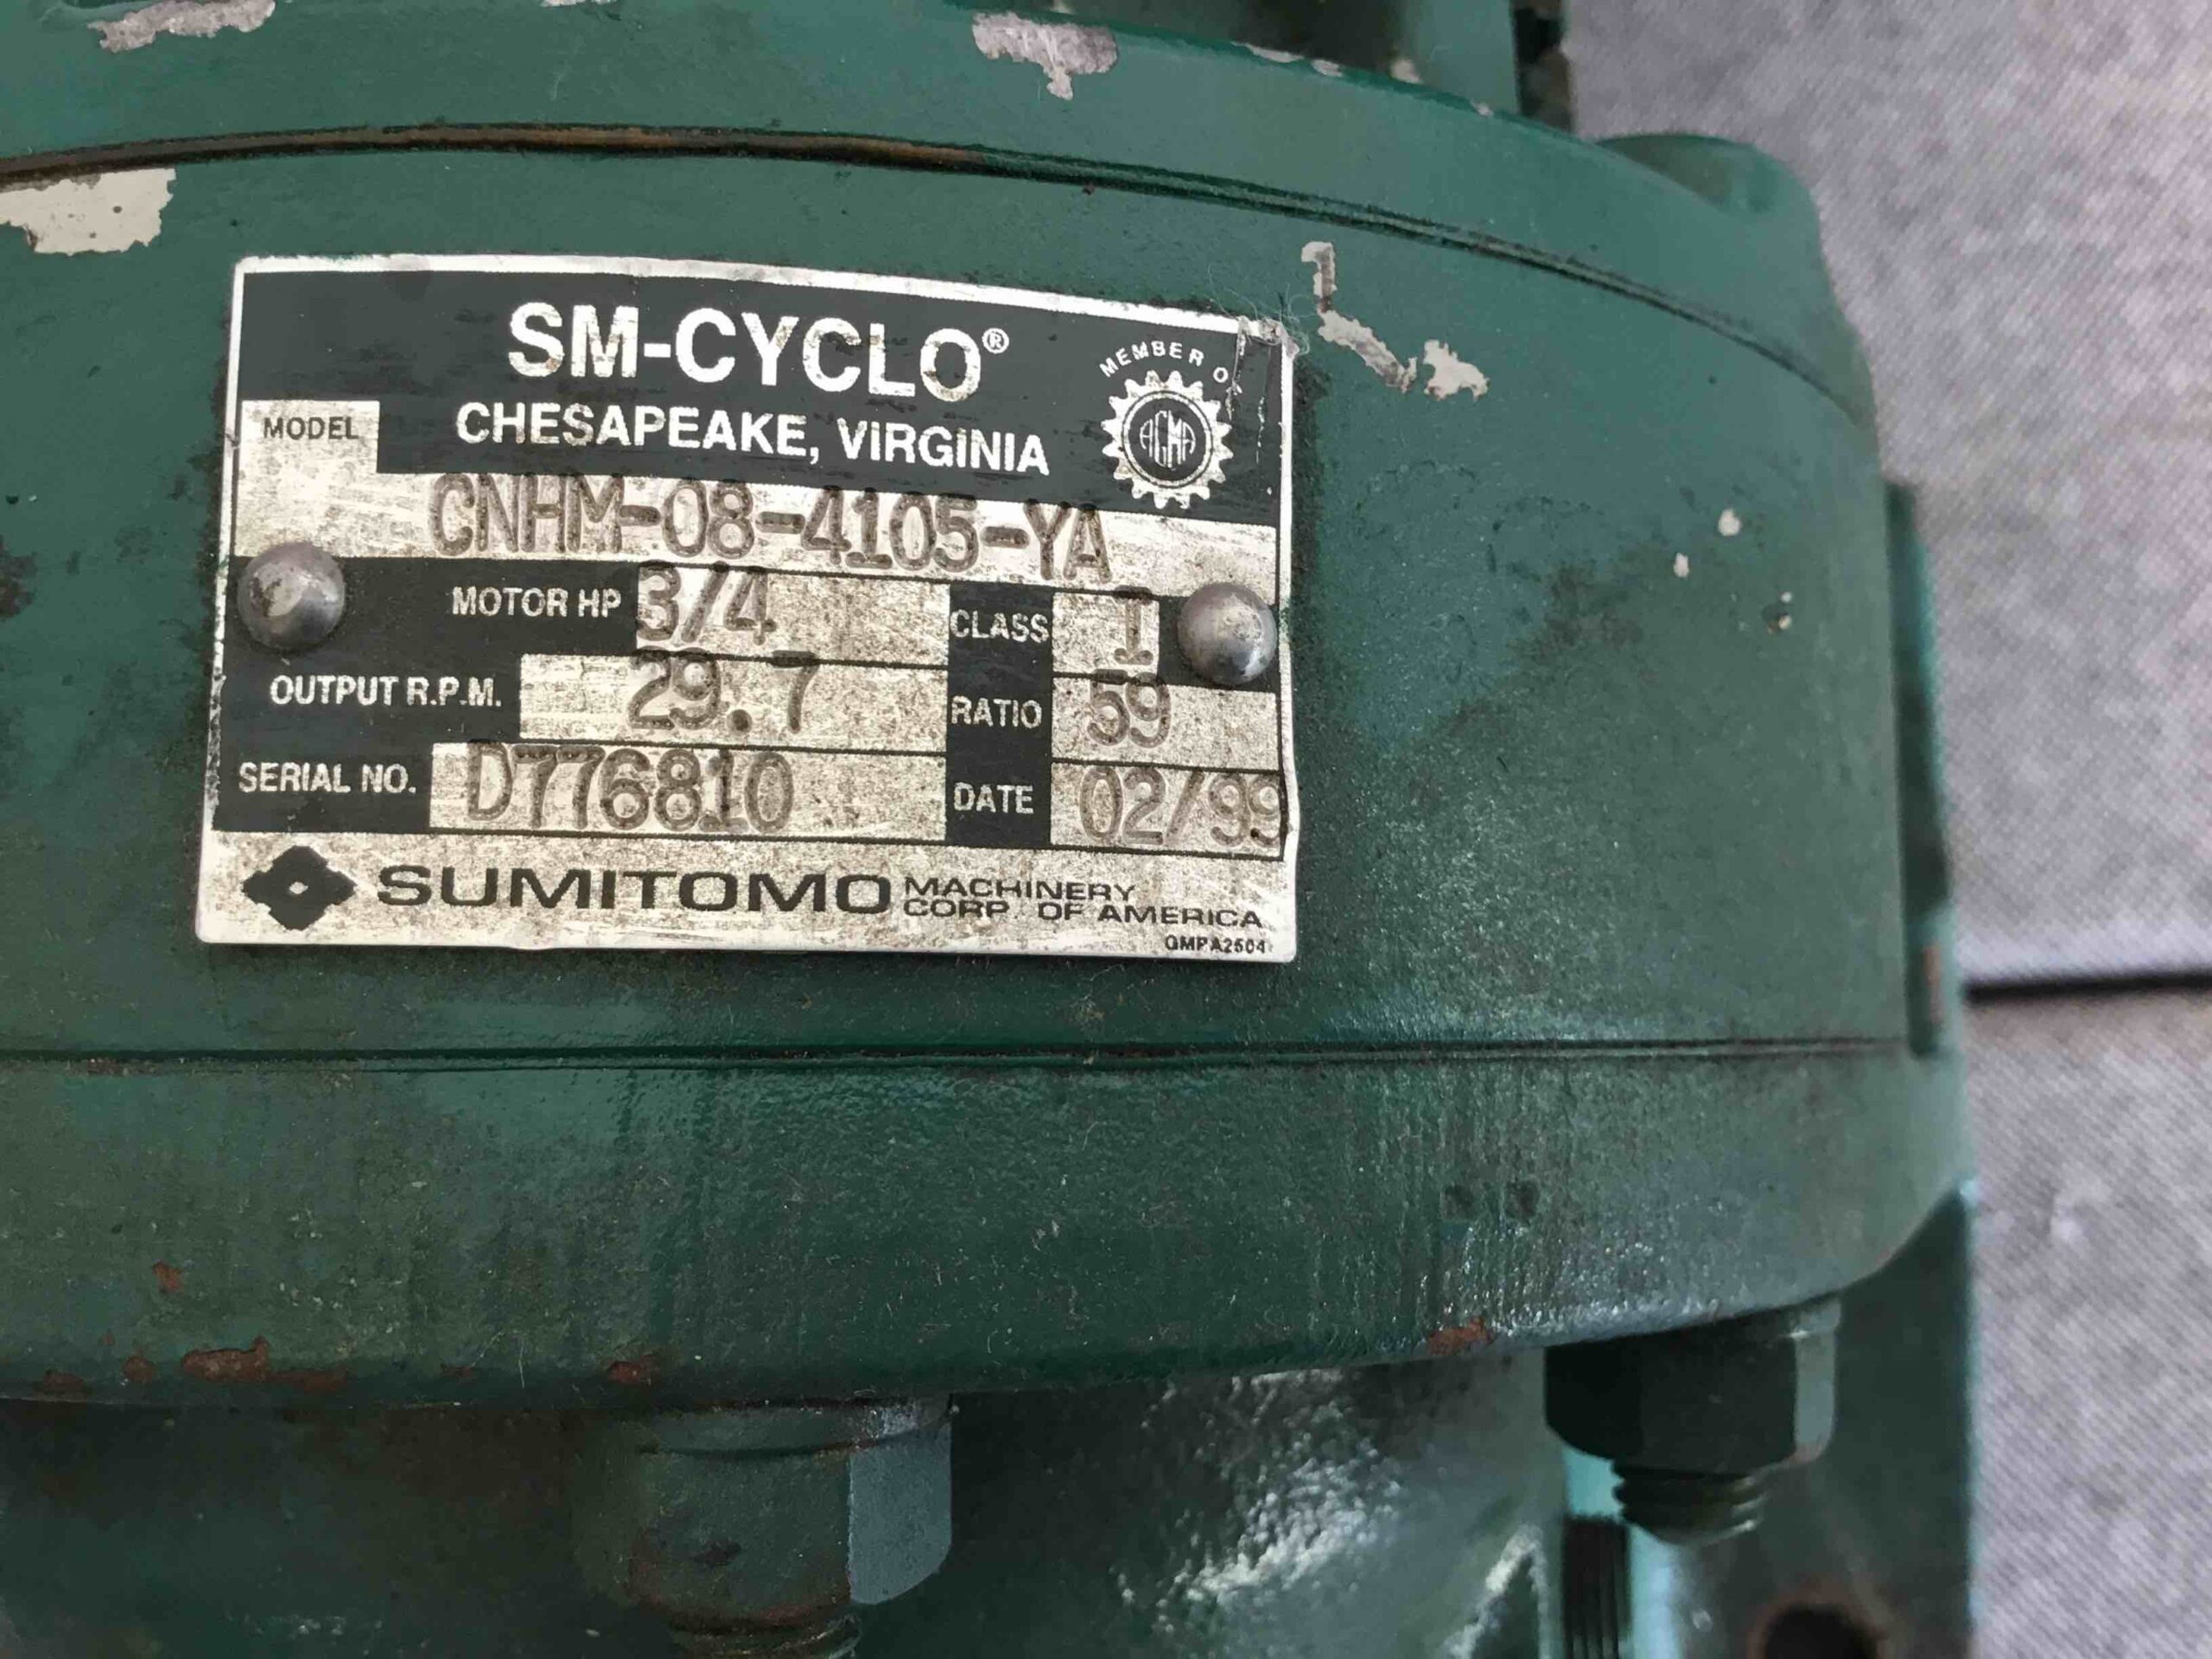 SM-CYCLO®
CHESAPEAKE, VIRGINIA
MEMBER OF
AGMA
MODEL
CNHM-08-4105-YA
MOTOR HP 3/4 CLASS I
OUTPUT R.P.M. 29.7 RATIO 59
SERIAL NO. D776810 DATE 02/99
SUMITOMO MACHINERY
CORP. OF AMERICA
QMPA2504